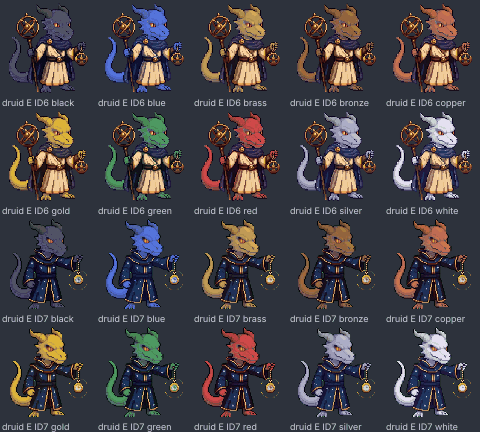 druid E ID6 black
druid E ID6 blue
druid E ID6 brass
druid E ID6 bronze
druid E ID6 copper
druid E ID6 gold
druid E ID6 green
druid E ID6 red
druid E ID6 silver
druid E ID6 white
druid E ID7 black
druid E ID7 blue
druid E ID7 brass
druid E ID7 bronze
druid E ID7 copper
druid E ID7 gold
druid E ID7 green
druid E ID7 red
druid E ID7 silver
druid E ID7 white